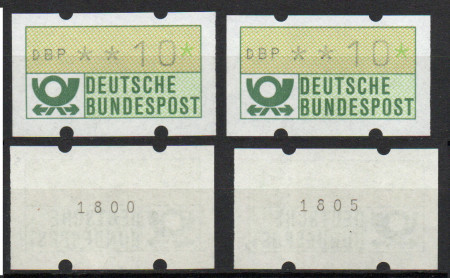 DBP ** 10*
DEUTSCHE
BUNDESPOST
DBP ** 10*
DEUTSCHE
BUNDESPOST
1800
1805